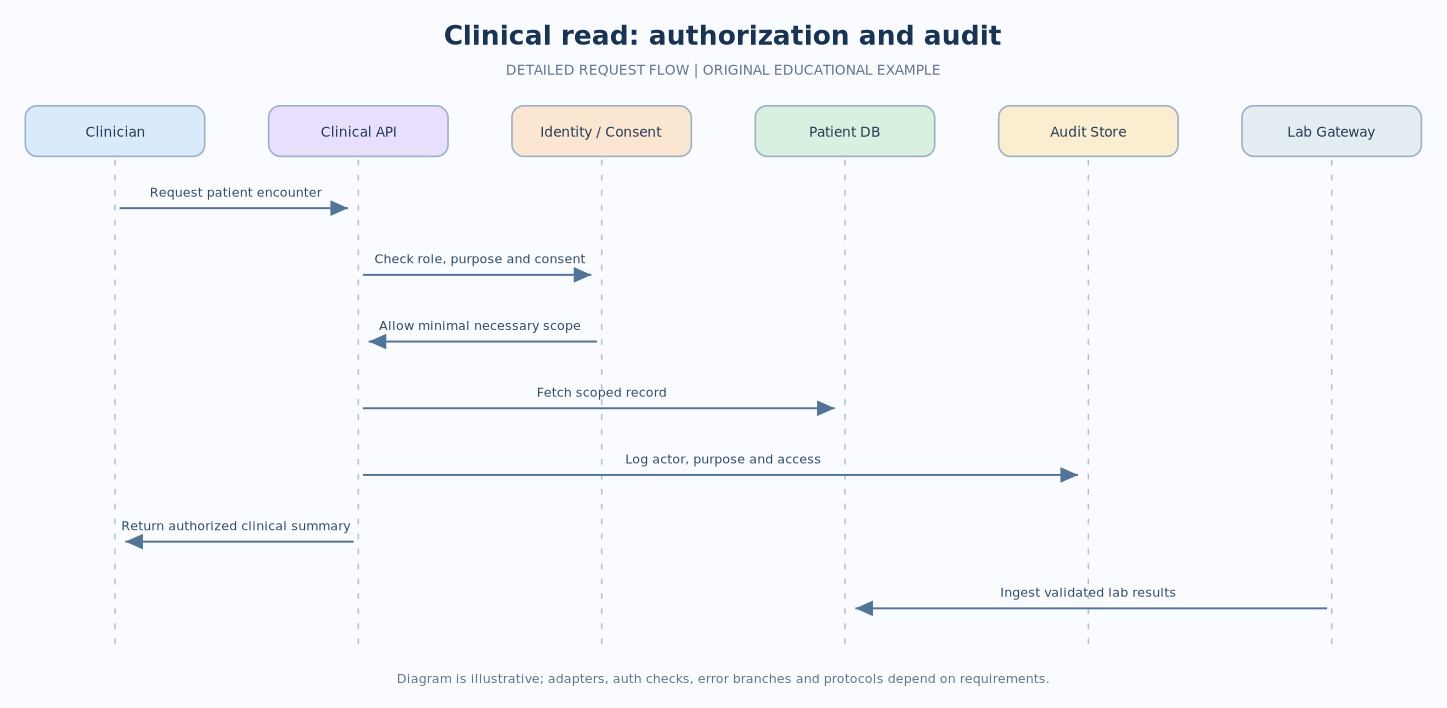 Clinical read: authorization and audit
DETAILED REQUEST FLOW | ORIGINAL EDUCATIONAL EXAMPLE
Clinician
Clinical API
Identity / Consent
Patient DB
Audit Store
Lab Gateway
Request patient encounter
Check role, purpose and consent
Allow minimal necessary scope
Fetch scoped record
Log actor, purpose and access
Return authorized clinical summary
Ingest validated lab results
Diagram is illustrative; adapters, auth checks, error branches and protocols depend on requirements.